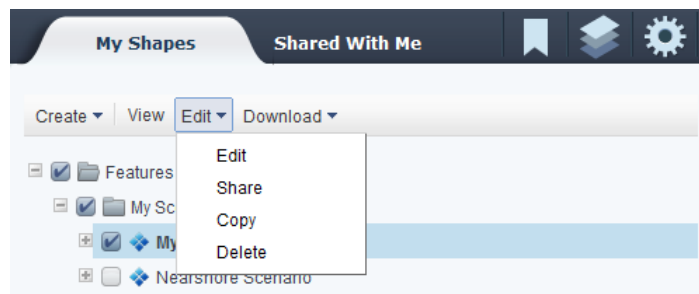 My Shapes Shared With Me
Create View Edit Download
Edit
Features
Share
My Sc
Copy
My
Delete
Nearshore Scenario